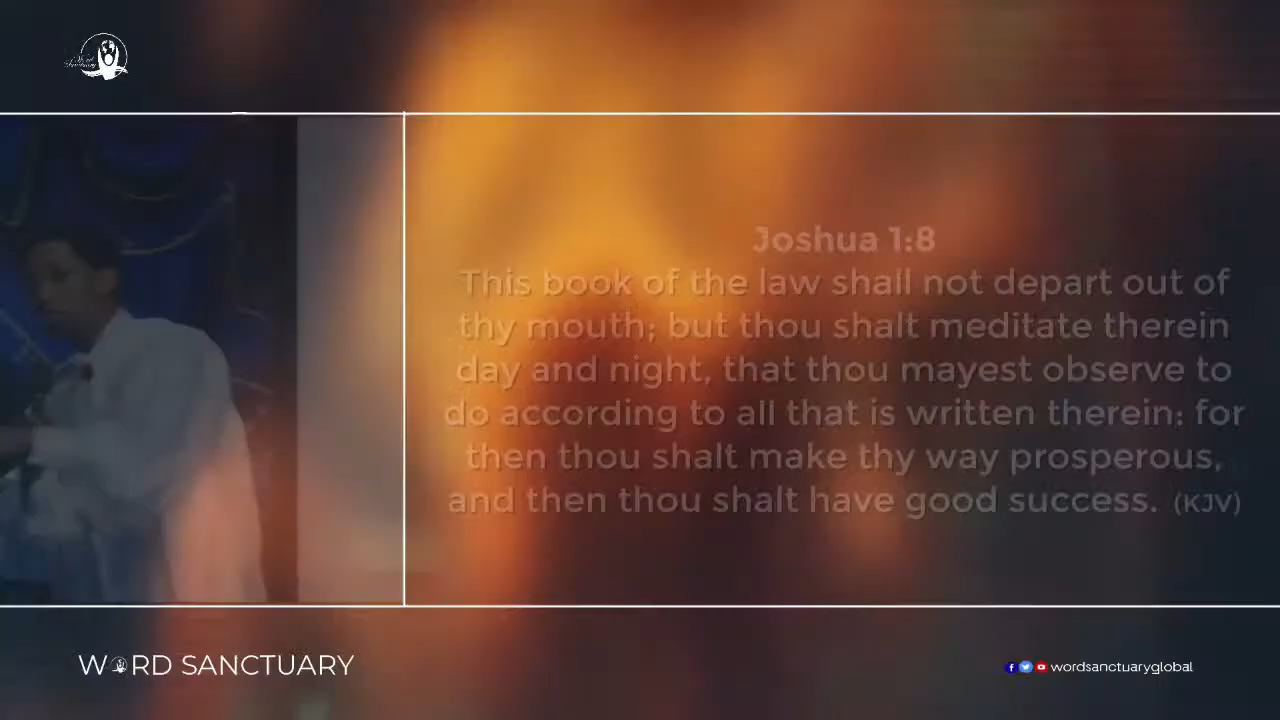 Word
Sanctuary
Joshua 1:8
This book of the law shall not depart out of
thy mouth; but thou shalt meditate therein
day and night, that thou mayest observe to
do according to all that is written therein: for
then thou shalt make thy way prosperous,
and then thou shalt have good success. (KJV)
WORD SANCTUARY
wordsanctuaryglobal